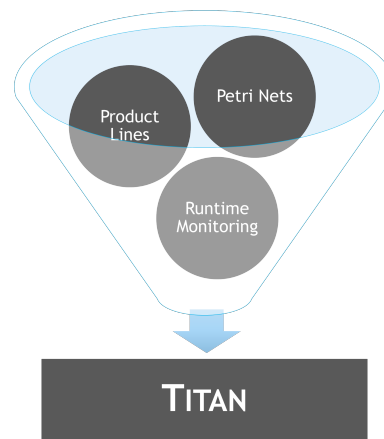 Petri Nets
Product
Lines
Runtime
Monitoring
TITAN